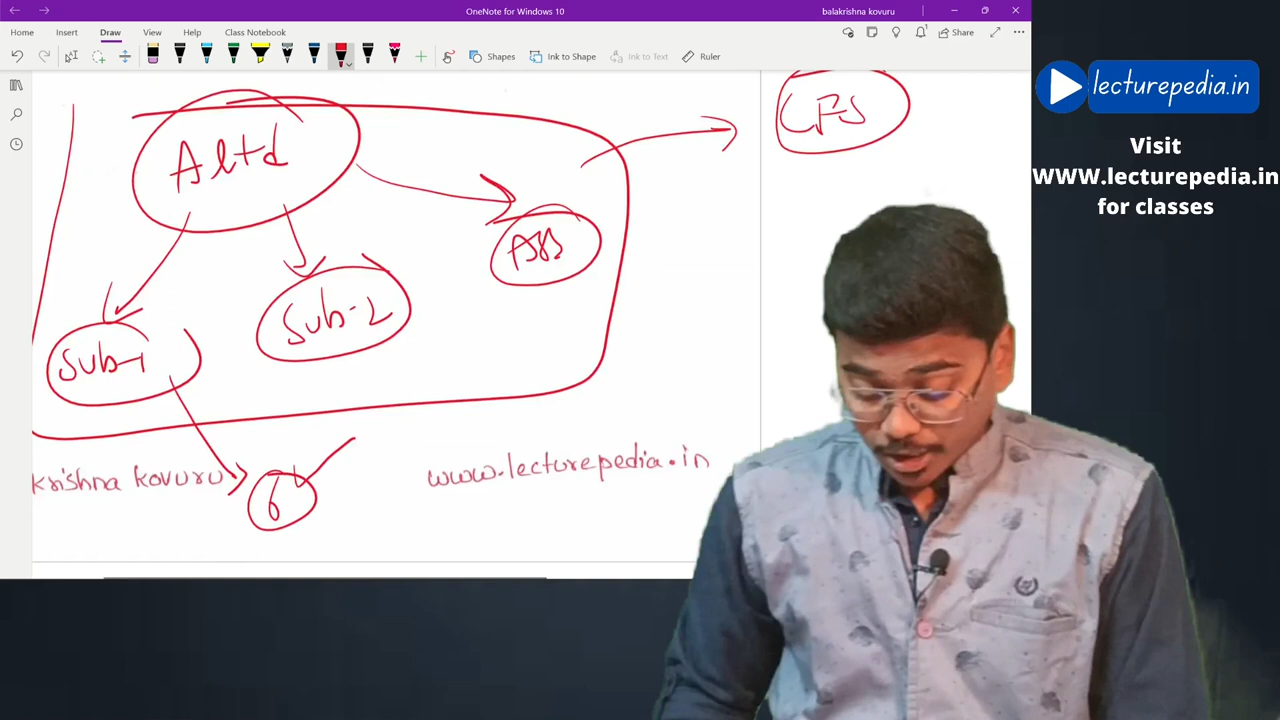 OneNote for Windows 10
balakrishna kovuru
Home Insert Draw View Help Class Notebook
Share
Shapes Ink to Shape Ink to Text Ruler
lecturepedia.in
Visit
WWW.lecturepedia.in
for classes
CFS
A ltd
Ass
Sub-2
Sub-1
krishna kovuru
www.lecturepedia.in
6